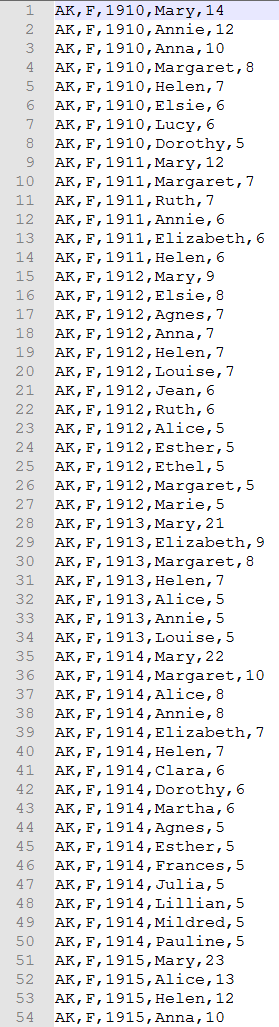 1 AK,F,1910,Mary,14
2 AK,F,1910,Annie,12
3 AK,F,1910,Anna,10
4 AK,F,1910,Margaret,8
5 AK,F,1910,Helen,7
6 AK,F,1910,Elsie,6
7 AK,F,1910,Lucy,6
8 AK,F,1910,Dorothy,5
9 AK,F,1911,Mary,12
10 AK,F,1911,Margaret,7
11 AK,F,1911,Ruth,7
12 AK,F,1911,Annie,6
13 AK,F,1911,Elizabeth,6
14 AK,F,1911,Helen,6
15 AK,F,1912,Mary,9
16 AK,F,1912,Elsie,8
17 AK,F,1912,Agnes,7
18 AK,F,1912,Anna,7
19 AK,F,1912,Helen,7
20 AK,F,1912,Louise,7
21 AK,F,1912,Jean,6
22 AK,F,1912,Ruth,6
23 AK,F,1912,Alice,5
24 AK,F,1912,Esther,5
25 AK,F,1912,Ethel,5
26 AK,F,1912,Margaret,5
27 AK,F,1912,Marie,5
28 AK,F,1913,Mary,21
29 AK,F,1913,Elizabeth,9
30 AK,F,1913,Margaret,8
31 AK,F,1913,Helen,7
32 AK,F,1913,Alice,5
33 AK,F,1913,Annie,5
34 AK,F,1913,Louise,5
35 AK,F,1914,Mary,22
36 AK,F,1914,Margaret,10
37 AK,F,1914,Alice,8
38 AK,F,1914,Annie,8
39 AK,F,1914,Elizabeth,7
40 AK,F,1914,Helen,7
41 AK,F,1914,Clara,6
42 AK,F,1914,Dorothy,6
43 AK,F,1914,Martha,6
44 AK,F,1914,Agnes,5
45 AK,F,1914,Esther,5
46 AK,F,1914,Frances,5
47 AK,F,1914,Julia,5
48 AK,F,1914,Lillian,5
49 AK,F,1914,Mildred,5
50 AK,F,1914,Pauline,5
51 AK,F,1915,Mary,23
52 AK,F,1915,Alice,13
53 AK,F,1915,Helen,12
54 AK,F,1915,Anna,10